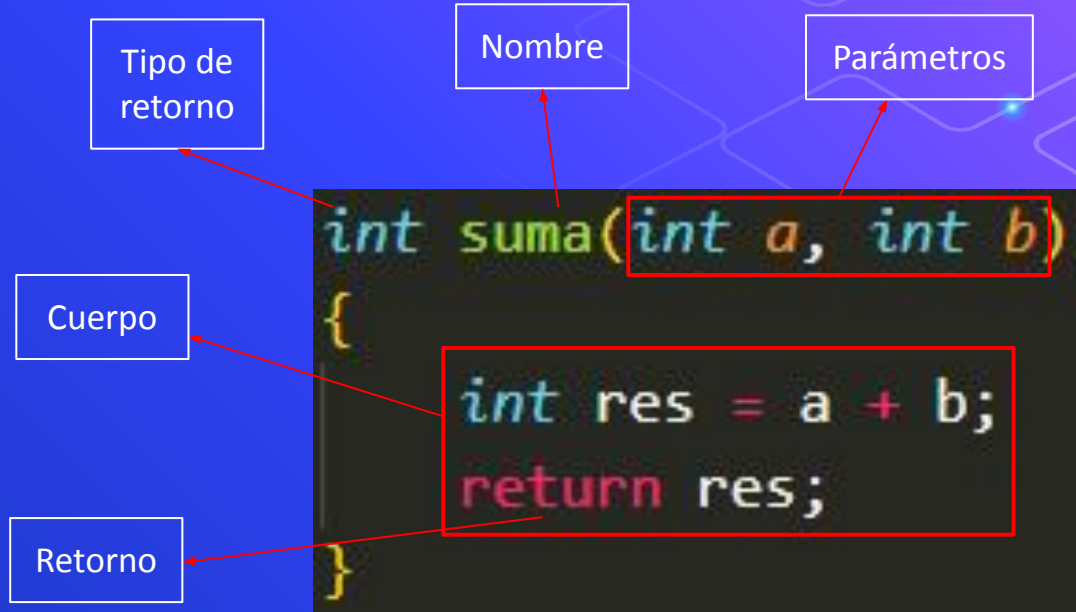 Tipo de
retorno
Nombre
Parámetros
int suma(int a, int b)
{
Cuerpo
int res = a + b;
return res;
Retorno
}